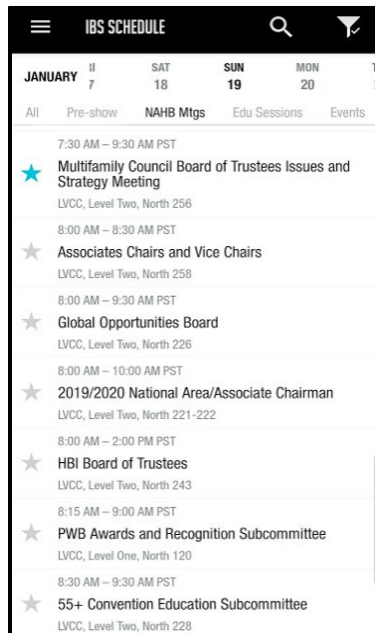 IBS SCHEDULE
JANUARY
SAT
SUN
MON
7
18
19
20
All Pre-show NAHB Mtgs Edu Sessions Events
7:30 AM – 9:30 AM PST
Multifamily Council Board of Trustees Issues and
Strategy Meeting
LVCC, Level Two, North 256
8:00 AM – 8:30 AM PST
Associates Chairs and Vice Chairs
LVCC, Level Two, North 258
8:00 AM – 9:30 AM PST
Global Opportunities Board
LVCC, Level Two, North 226
8:00 AM – 10:00 AM PST
2019/2020 National Area/Associate Chairman
LVCC, Level Two, North 221-222
8:00 AM – 2:00 PM PST
HBI Board of Trustees
LVCC, Level Two, North 243
8:15 AM – 9:00 AM PST
PWB Awards and Recognition Subcommittee
LVCC, Level One, North 120
8:30 AM – 9:30 AM PST
55+ Convention Education Subcommittee
LVCC, Level Two, North 228